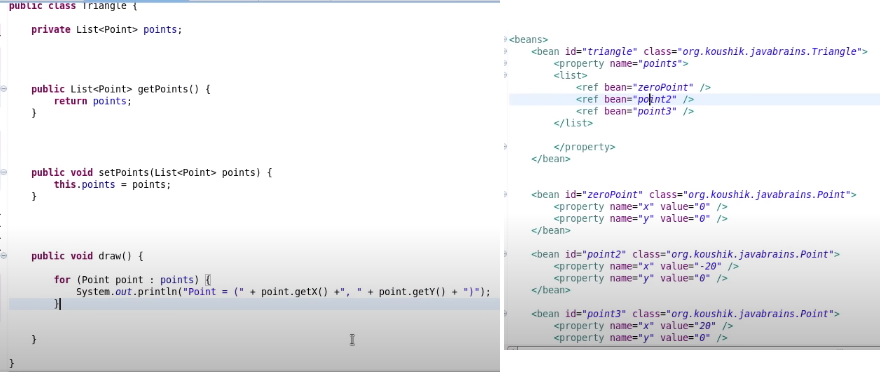 public class Triangle {
private List<Point> points;
public List<Point> getPoints() {
return points;
}
public void setPoints(List<Point> points) {
this.points = points;
}
public void draw() {
for (Point point : points) {
System.out.println("Point = (" + point.getX() +", " + point.getY() + ")");
}
}
}
<beans>
<bean id="triangle" class="org.koushik.javabrains.Triangle">
<property name="points">
<list>
<ref bean="zeroPoint" />
<ref bean="point2" />
<ref bean="point3" />
</list>
</property>
</bean>
<bean id="zeroPoint" class="org.koushik.javabrains.Point">
<property name="x" value="0" />
<property name="y" value="0" />
</bean>
<bean id="point2" class="org.koushik.javabrains.Point">
<property name="x" value="-20" />
<property name="y" value="0" />
</bean>
<bean id="point3" class="org.koushik.javabrains.Point">
<property name="x" value="20" />
<property name="y" value="0" />